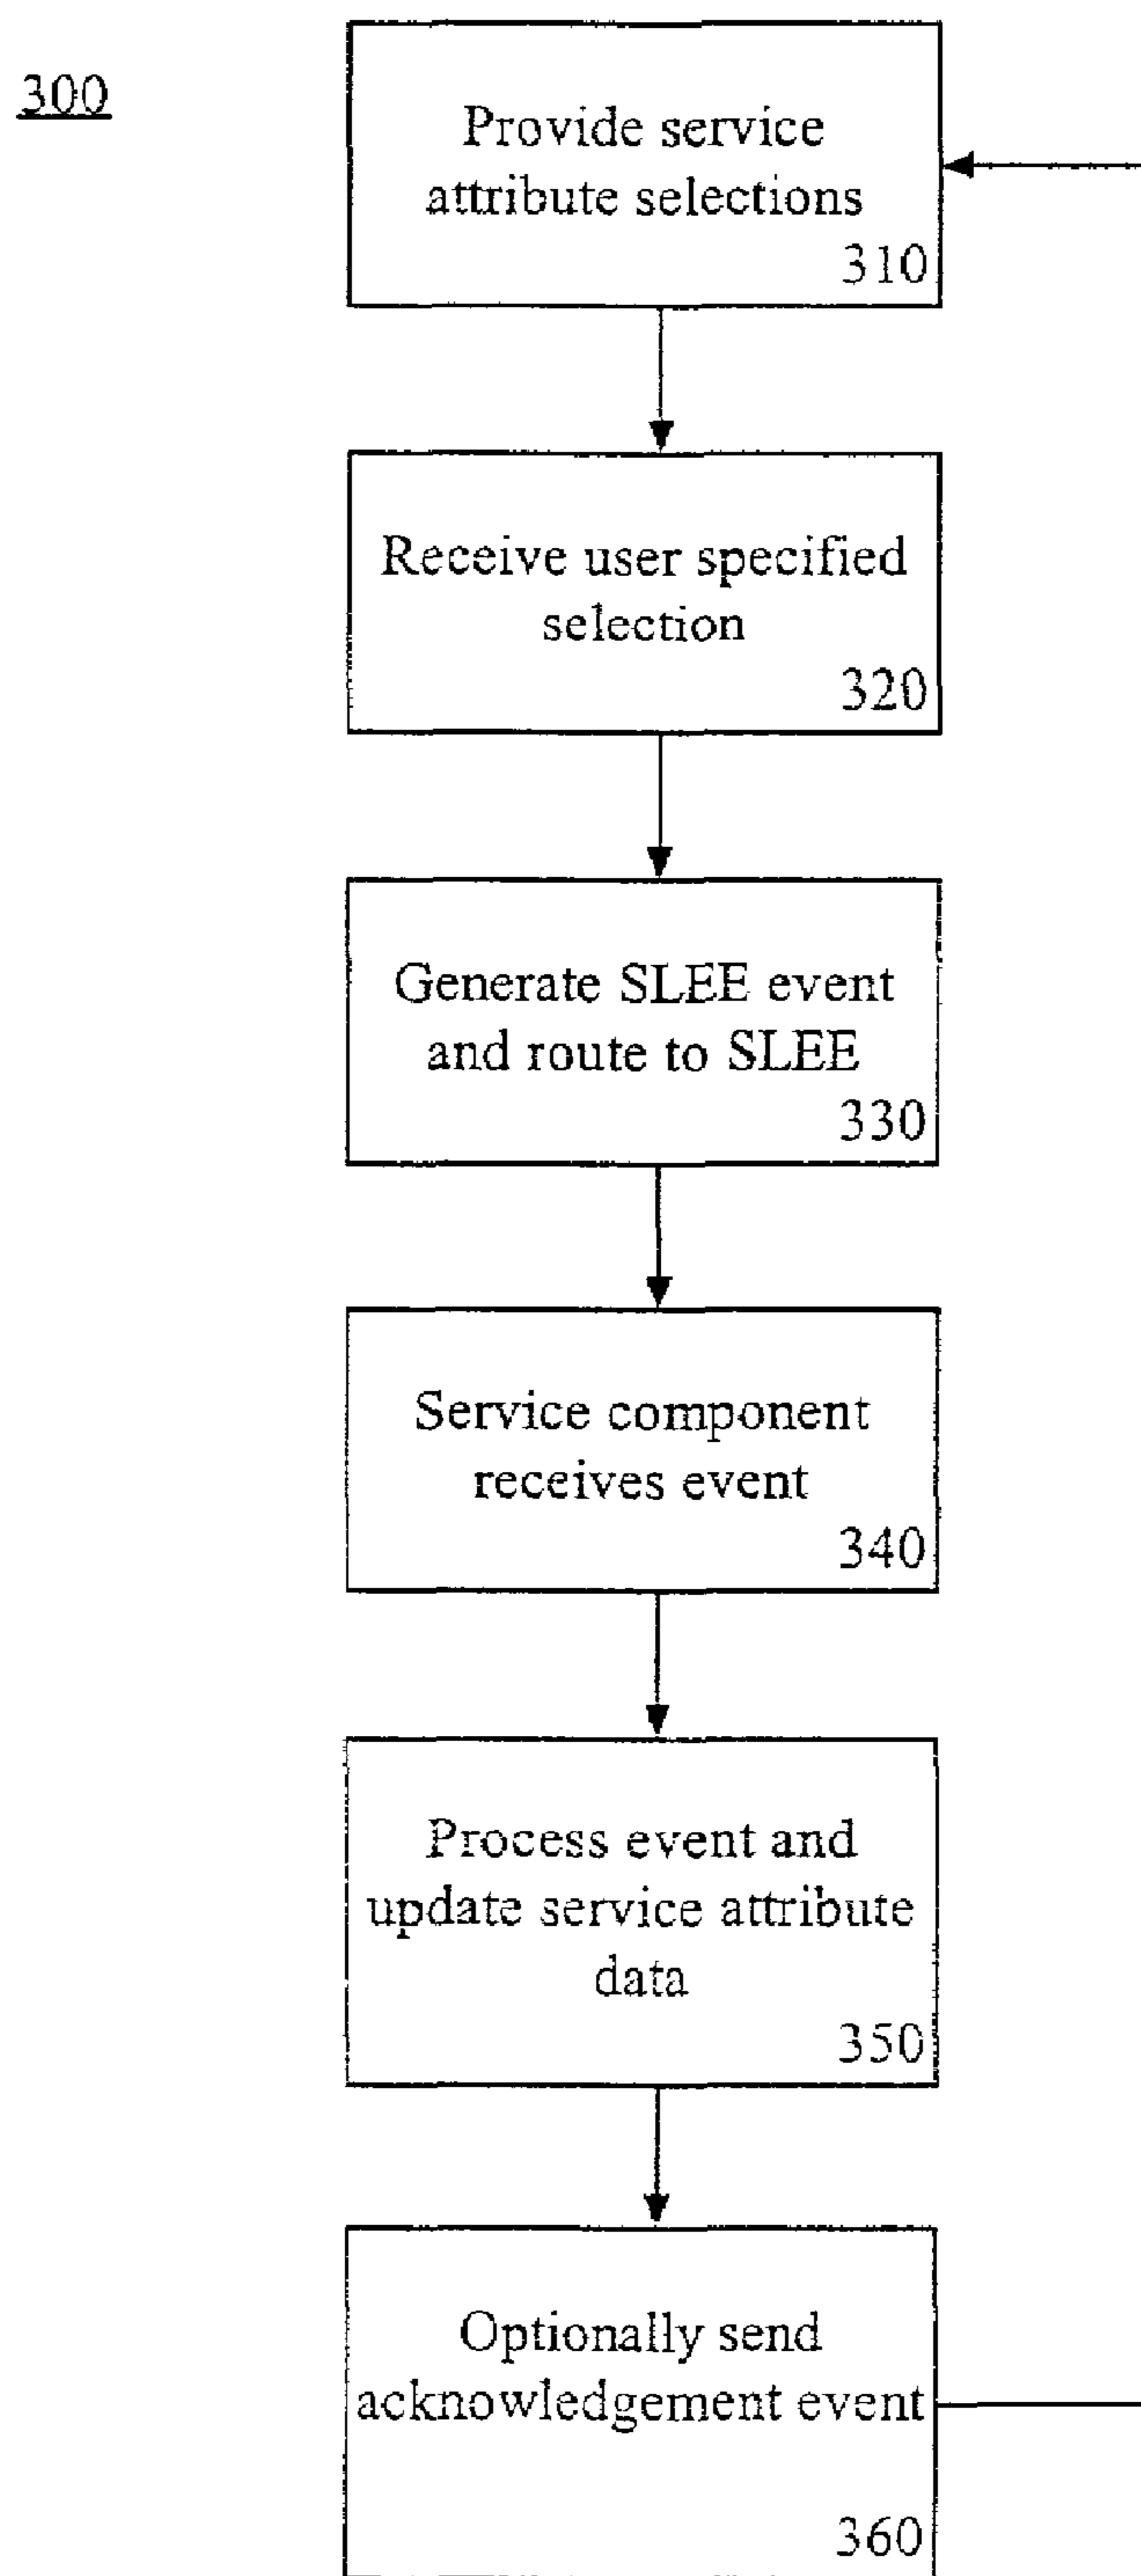 300
Provide service
attribute selections
310
Receive user specified
selection
320
Generate SLEE event
and route to SLEE
330
Service component
receives event
340
Process event and
update service attribute
data
350
Optionally send
acknowledgement event
360